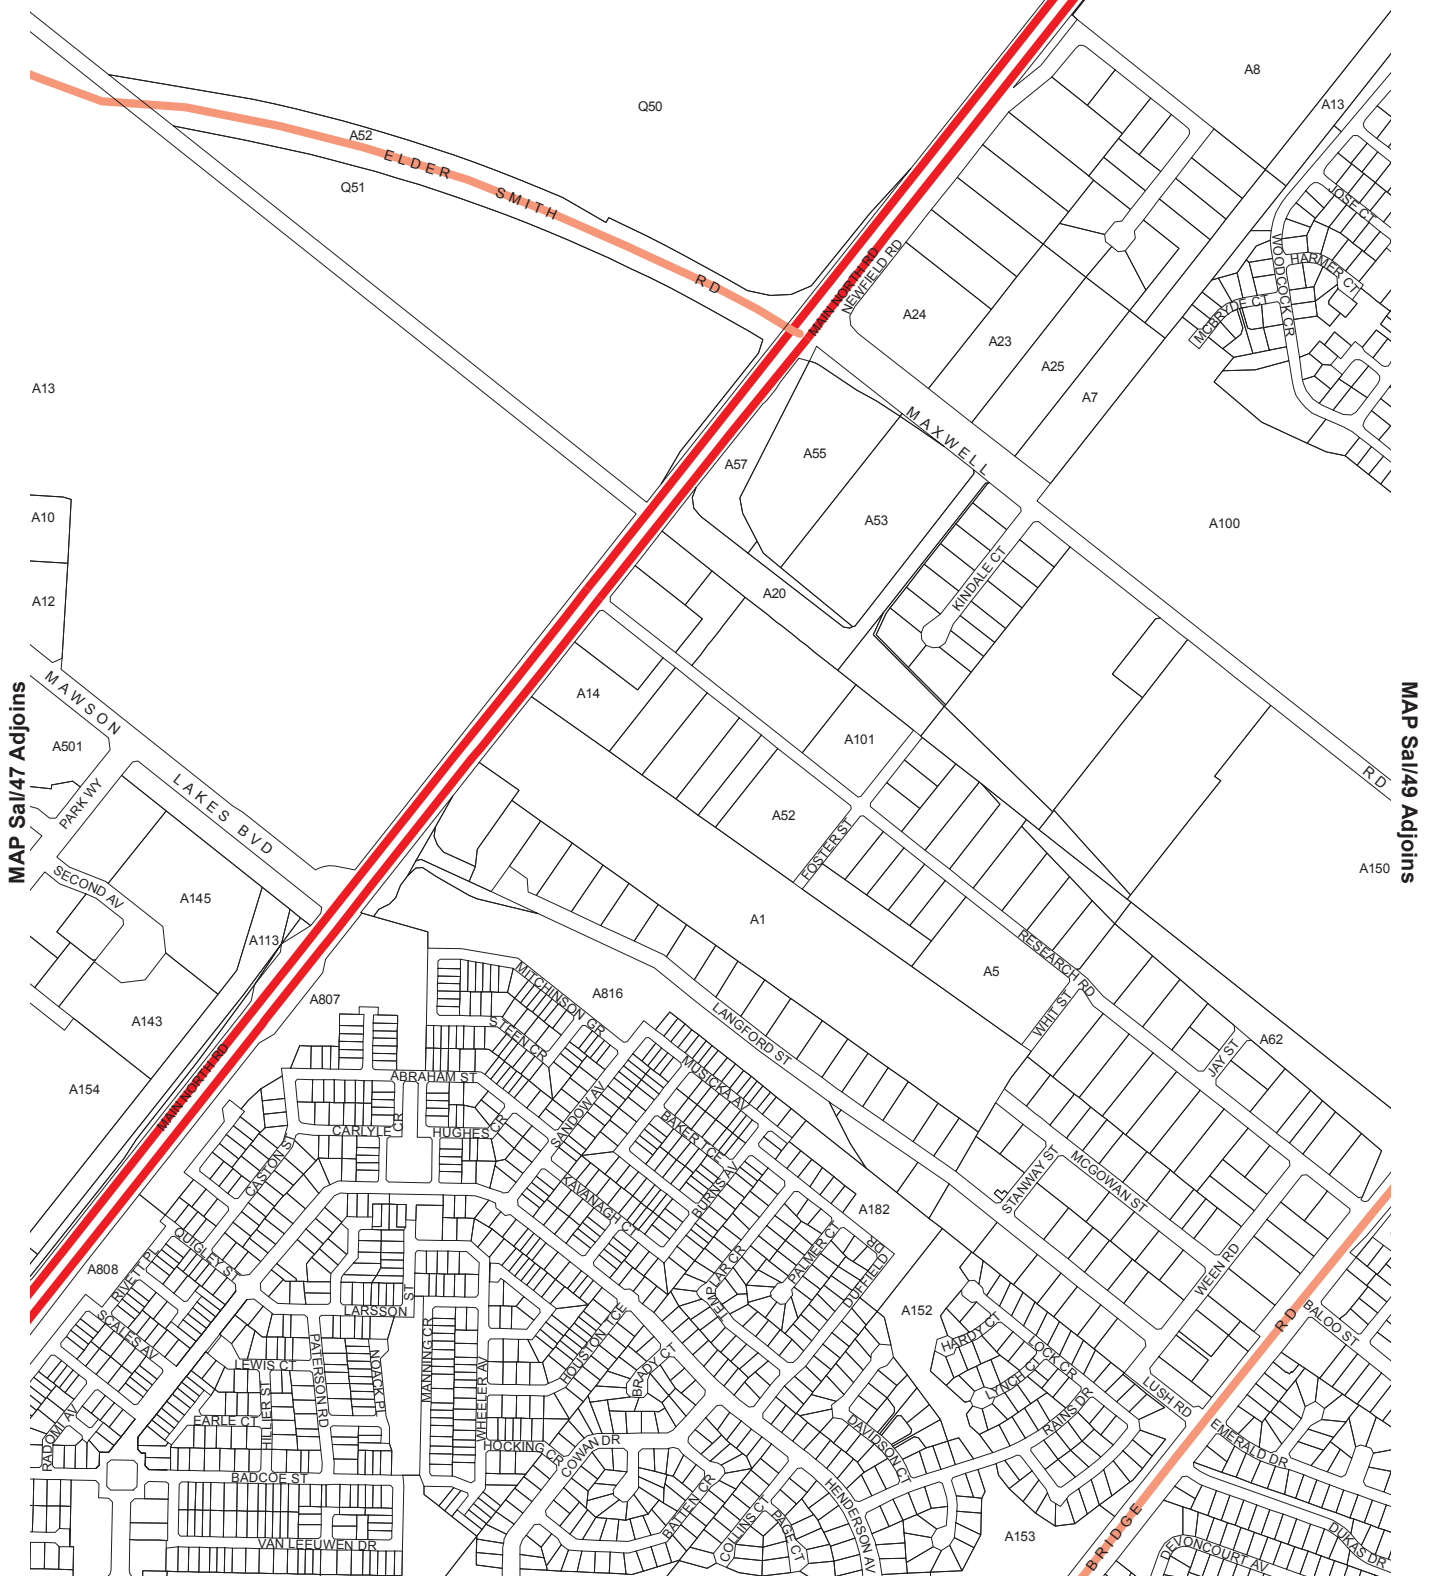 A8
A13
Q50
A52
ELDER SMITH RD
Q51
JOSE CT
WOODCOCK CR
HARMER CT
MCBRYDE CT
MAIN NORTH RD
NEWFIELD RD
A24
A23
A25
A7
A13
MAXWELL RD
A57
A55
A53
A100
A10
A12
KINDALE CT
A20
MAP Sal/47 Adjoins
MAP Sal/49 Adjoins
MAWSON LAKES BVD
A14
A501
A101
PARK WY
A52
FOSTER ST
A150
SECOND AV
A145
A1
A113
A5
RESEARCH RD
A807
A816
MITCHINSON GR
STEEN CR
LANGFORD ST
WHIT ST
A143
A62
JAY ST
MAIN NORTH RD
A154
ABRAHAM ST
MUSICKA AV
SANDOW AV
BAKER TCE
CARLYLE CR
HUGHES CR
CASTON ST
KAVANAGH CT
BURNS AV
STANWAY ST
MCGOWAN ST
A182
QUIGLEY ST
RIVETT PL
A808
PALMER CT
DUFFIELD DR
TEMPLAR CR
WEEN RD
SCALES AV
LARSSON ST
A152
BRIDGE RD
BALOO ST
HARDY CT
LOCK CR
LYNCH CT
MANNING CR
HOUSTON TCE
BRADY CT
LEWIS CT
PATERSON RD
NOACK PL
WHEELER AV
LUSH RD
RAINS DR
HILLIER ST
EARLE CT
RADOMI AV
DAVIDSON CT
EMERALD DR
HOCKING CR
COWAN DR
BADCOE ST
BATTEN CR
HENDERSON AV
COLLINS CT
PAGE CT
A153
DUKAS DR
DEVONCOURT AV
VAN LEEUWEN DR